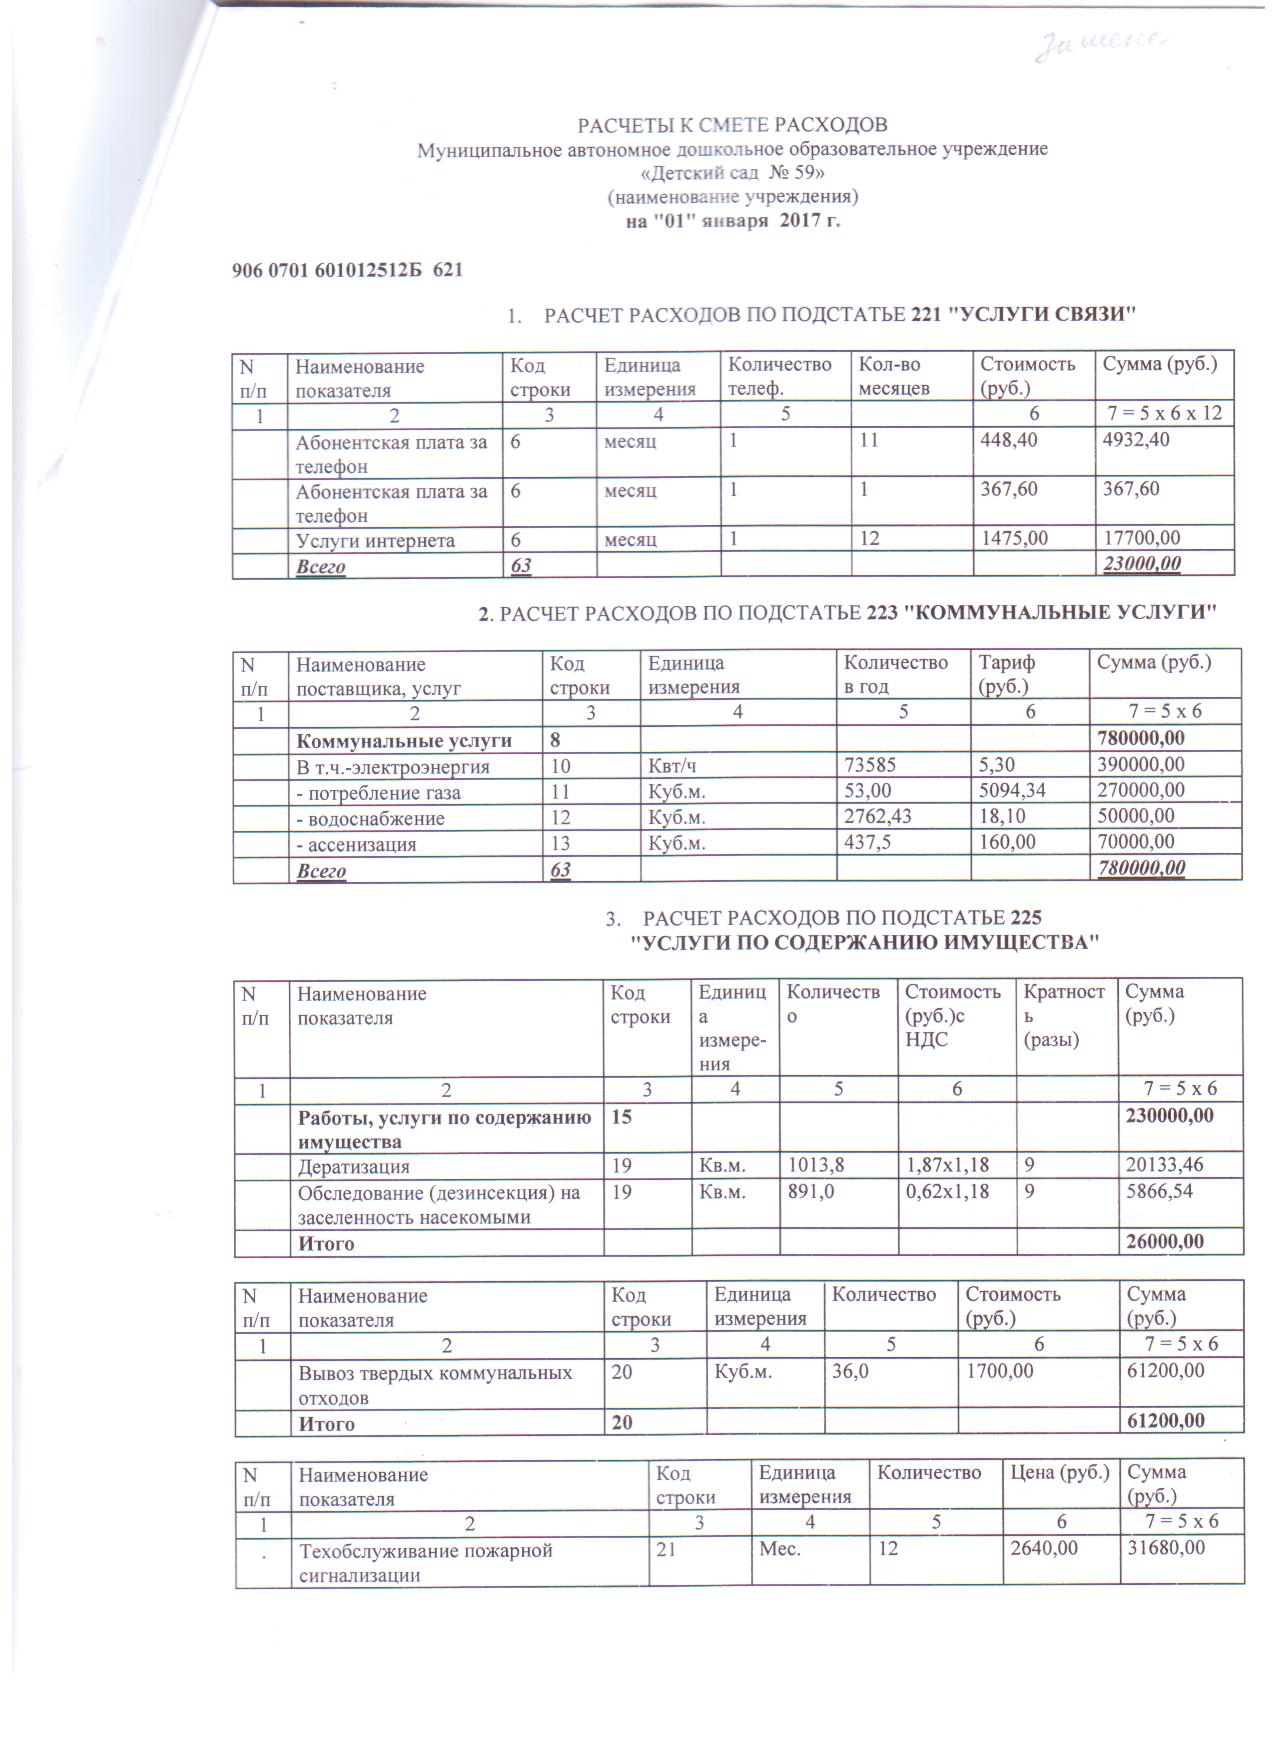 РАСЧЕТЫ К СМЕТЕ РАСХОДОВ
Муниципальное автономное дошкольное образовательное учреждение
«Детский сад № 59»
(наименование учреждения)
на "01" января 2017 г.
906 0701 601012512Б 621
1. РАСЧЕТ РАСХОДОВ ПО ПОДСТАТЬЕ 221 "УСЛУГИ СВЯЗИ"
N п/п Наименование показателя Код строки Единица измерения Количество телеф. Кол-во месяцев Стоимость (руб.) Сумма (руб.)
1 2 3 4 5 6 7 = 5 x 6 x 12
Абонентская плата за телефон 6 месяц 1 11 448,40 4932,40
Абонентская плата за телефон 6 месяц 1 1 367,60 367,60
Услуги интернета 6 месяц 1 12 1475,00 17700,00
Всего 63 23000,00
2. РАСЧЕТ РАСХОДОВ ПО ПОДСТАТЬЕ 223 "КОММУНАЛЬНЫЕ УСЛУГИ"
N п/п Наименование поставщика, услуг Код строки Единица измерения Количество в год Тариф (руб.) Сумма (руб.)
1 2 3 4 5 6 7 = 5 x 6
Коммунальные услуги 8 780000,00
В т.ч.-электроэнергия 10 Квт/ч 73585 5,30 390000,00
- потребление газа 11 Куб.м. 53,00 5094,34 270000,00
- водоснабжение 12 Куб.м. 2762,43 18,10 50000,00
- ассенизация 13 Куб.м. 437,5 160,00 70000,00
Всего 63 780000,00
3. РАСЧЕТ РАСХОДОВ ПО ПОДСТАТЬЕ 225
"УСЛУГИ ПО СОДЕРЖАНИЮ ИМУЩЕСТВА"
N п/п Наименование показателя Код строки Единица измере-ния Количество Стоимость (руб.)с НДС Кратность (разы) Сумма (руб.)
1 2 3 4 5 6 7 = 5 x 6
Работы, услуги по содержанию имущества 15 230000,00
Дератизация 19 Кв.м. 1013,8 1,87x1,18 9 20133,46
Обследование (дезинсекция) на заселенность насекомыми 19 Кв.м. 891,0 0,62x1,18 9 5866,54
Итого 26000,00
N п/п Наименование показателя Код строки Единица измерения Количество Стоимость (руб.) Сумма (руб.)
1 2 3 4 5 6 7 = 5 x 6
Вывоз твердых коммунальных отходов 20 Куб.м. 36,0 1700,00 61200,00
Итого 20 61200,00
N п/п Наименование показателя Код строки Единица измерения Количество Цена (руб.) Сумма (руб.)
1 2 3 4 5 6 7 = 5 x 6
. Техобслуживание пожарной сигнализации 21 Мес. 12 2640,00 31680,00